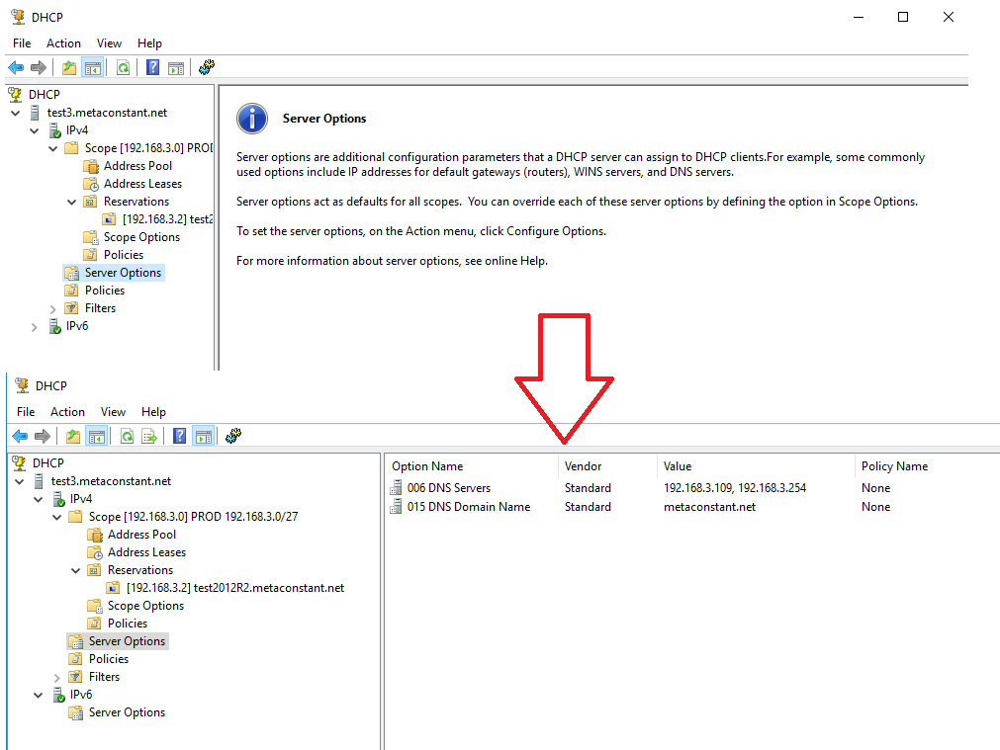 DHCP
File Action View Help
DHCP
test3.metaconstant.net
IPv4
Scope [192.168.3.0] PROD
Address Pool
Address Leases
Reservations
[192.168.3.2] test2
Scope Options
Policies
Server Options
Policies
Filters
IPv6
Server Options
Server options are additional configuration parameters that a DHCP server can assign to DHCP clients.For example, some commonly
used options include IP addresses for default gateways (routers), WINS servers, and DNS servers.
Server options act as defaults for all scopes. You can override each of these server options by defining the option in Scope Options.
To set the server options, on the Action menu, click Configure Options.
For more information about server options, see online Help.
DHCP
File Action View Help
DHCP
test3.metaconstant.net
IPv4
Scope [192.168.3.0] PROD 192.168.3.0/27
Address Pool
Address Leases
Reservations
[192.168.3.2] test2012R2.metaconstant.net
Scope Options
Policies
Server Options
Policies
Filters
IPv6
Server Options
Option Name Vendor Value Policy Name
006 DNS Servers Standard 192.168.3.109, 192.168.3.254 None
015 DNS Domain Name Standard metaconstant.net None